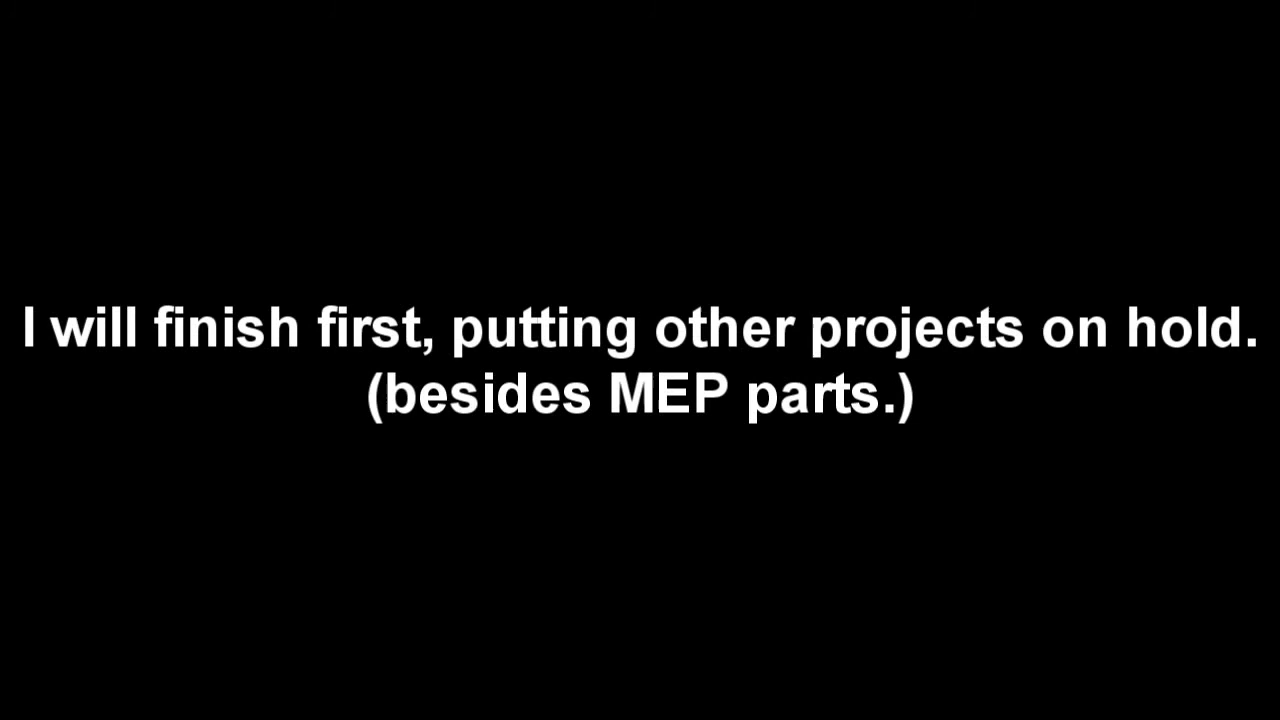 I will finish first, putting other projects on hold.
(besides MEP parts.)